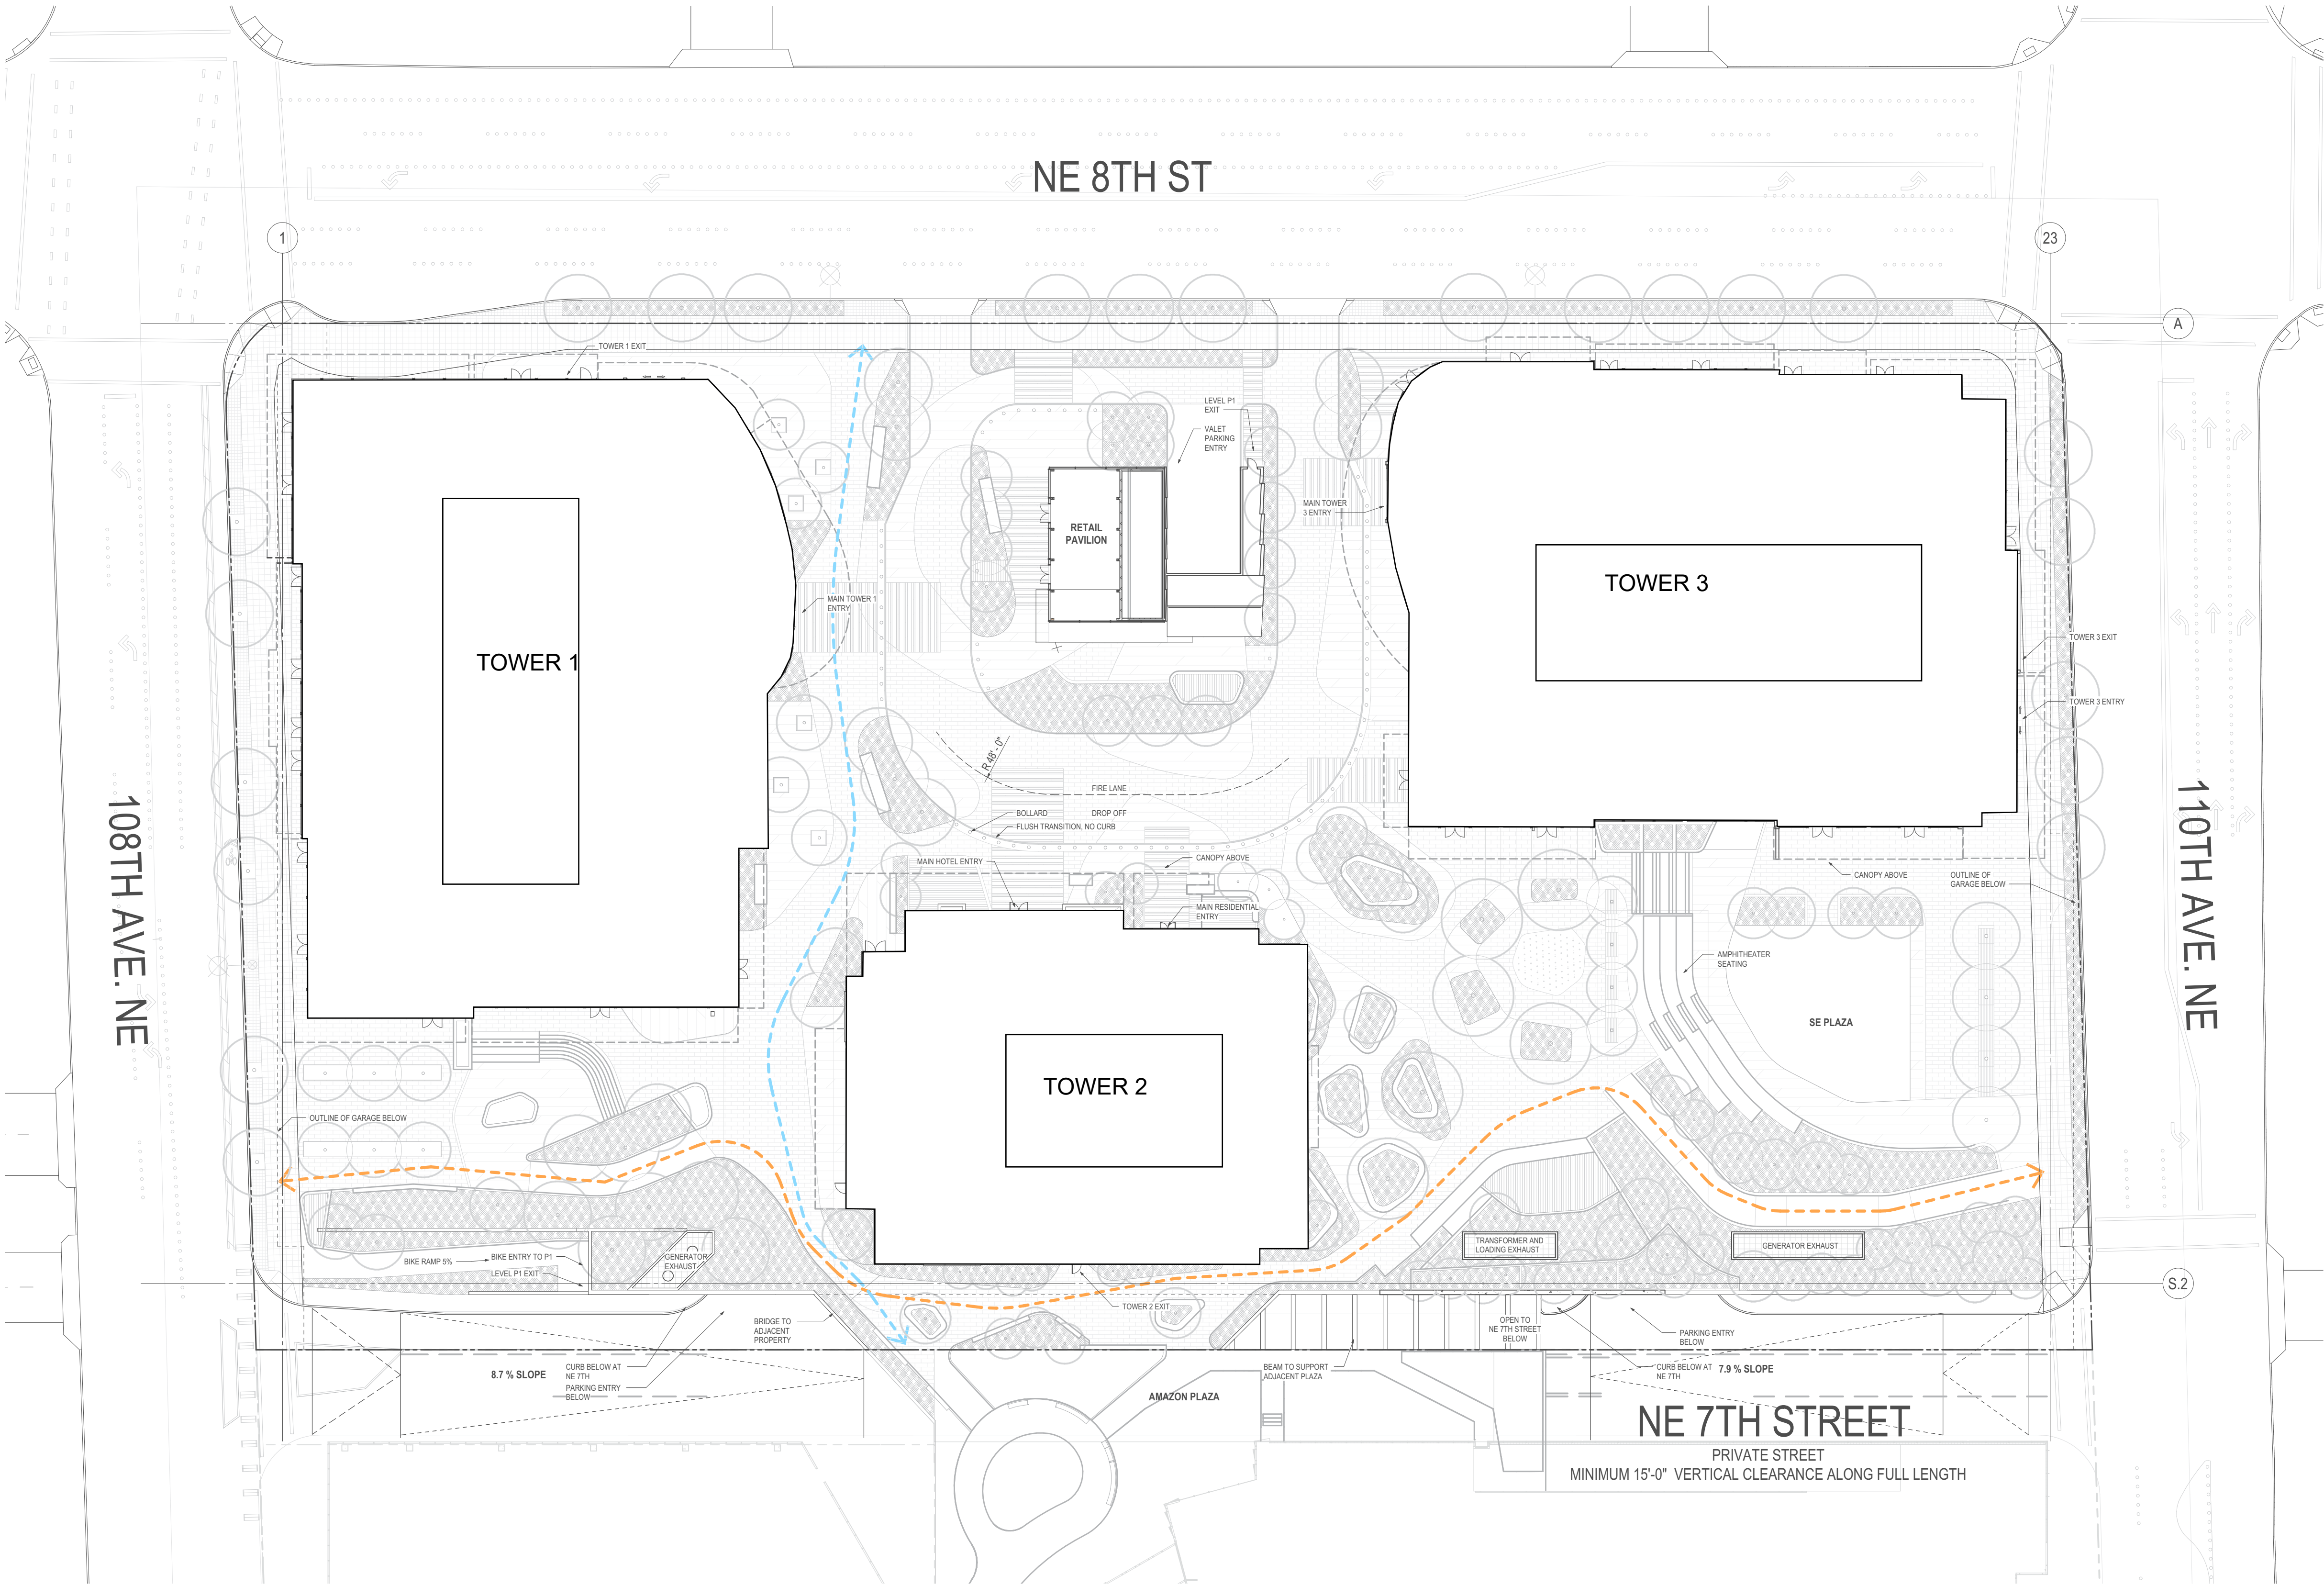 NE 8TH ST
1
23
A
TOWER 1 EXIT
LEVEL P1
EXIT
VALET
PARKING
ENTRY
MAIN TOWER
3 ENTRY
RETAIL
PAVILION
TOWER 3
MAIN TOWER 1
ENTRY
TOWER 1
TOWER 3 EXIT
TOWER 3 ENTRY
R 48' - 0"
FIRE LANE
BOLLARD
DROP OFF
FLUSH TRANSITION, NO CURB
108TH AVE. NE
110TH AVE. NE
MAIN HOTEL ENTRY
CANOPY ABOVE
CANOPY ABOVE
OUTLINE OF
GARAGE BELOW
MAIN RESIDENTIAL
ENTRY
AMPHITHEATER
SEATING
SE PLAZA
TOWER 2
OUTLINE OF GARAGE BELOW
BIKE RAMP 5%
BIKE ENTRY TO P1
LEVEL P1 EXIT
GENERATOR
EXHAUST
TRANSFORMER AND
LOADING EXHAUST
GENERATOR EXHAUST
S.2
TOWER 2 EXIT
BRIDGE TO
ADJACENT
PROPERTY
OPEN TO
NE 7TH STREET
BELOW
PARKING ENTRY
BELOW
8.7 % SLOPE
CURB BELOW AT
NE 7TH
PARKING ENTRY
BELOW
BEAM TO SUPPORT
ADJACENT PLAZA
CURB BELOW AT
NE 7TH
7.9 % SLOPE
AMAZON PLAZA
NE 7TH STREET
PRIVATE STREET
MINIMUM 15'-0" VERTICAL CLEARANCE ALONG FULL LENGTH